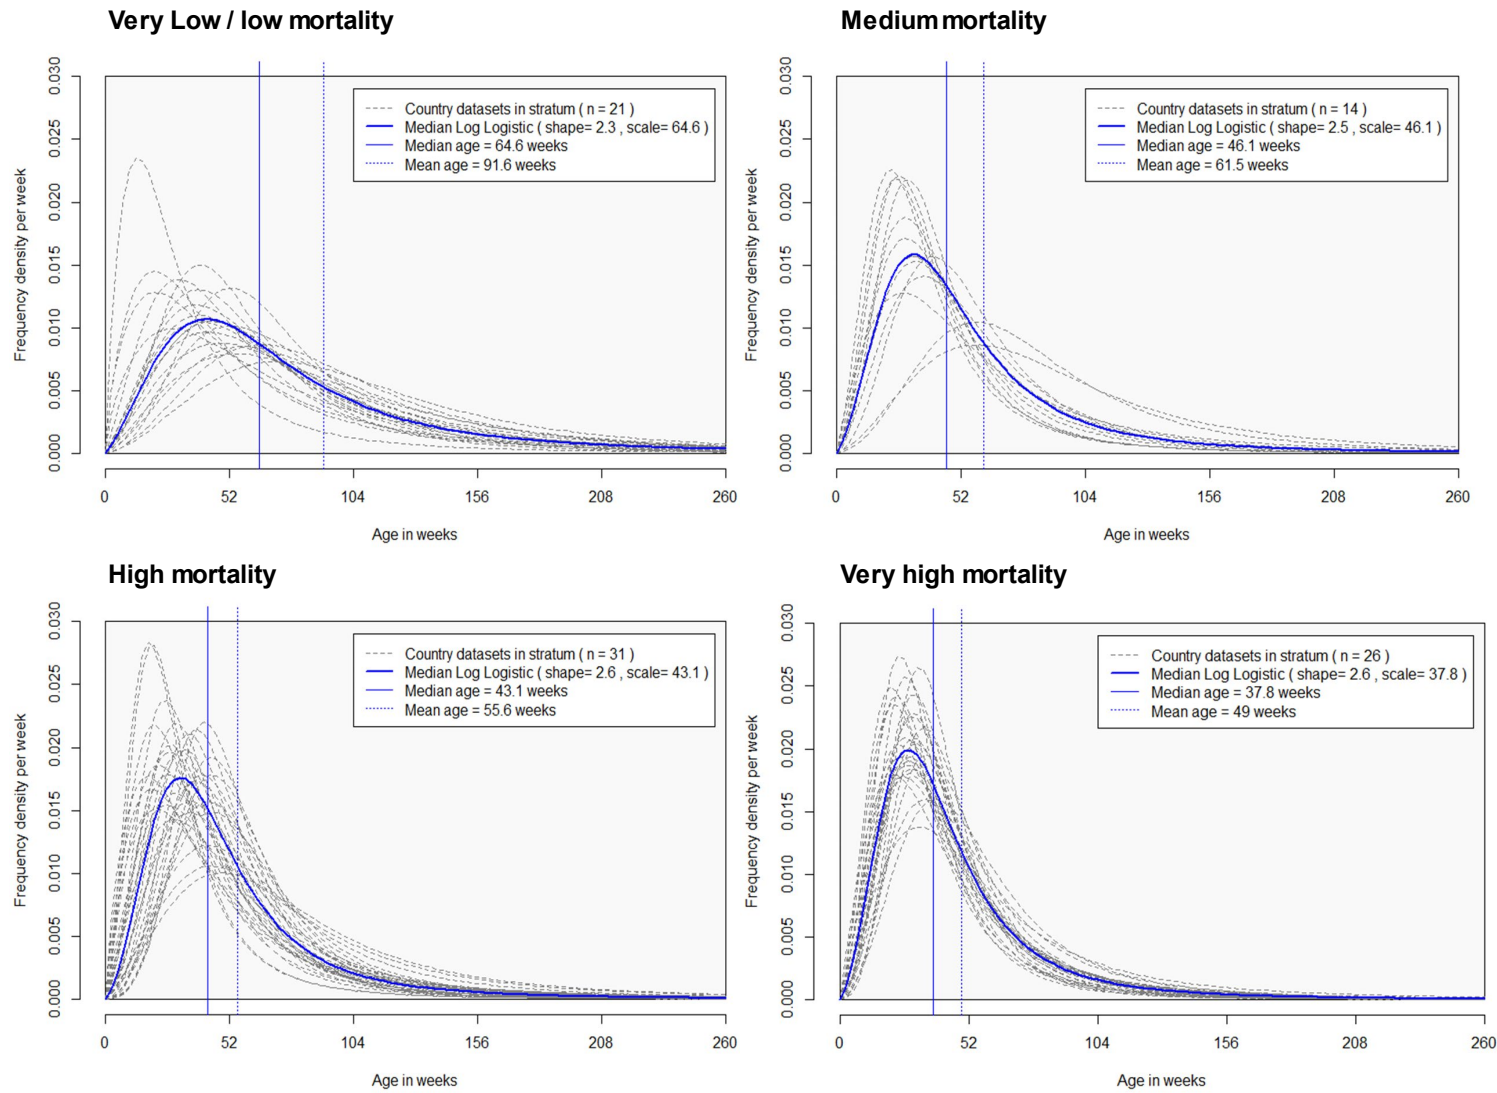 Very Low / low mortality
Frequency density per week
0.000 0.005 0.010 0.015 0.020 0.025 0.030
Country datasets in stratum ( n = 21 )
Median Log Logistic ( shape= 2.3 , scale= 64.6 )
Median age = 64.6 weeks
Mean age = 91.6 weeks
0 52 104 156 208 260
Age in weeks
Medium mortality
Frequency density per week
0.000 0.005 0.010 0.015 0.020 0.025 0.030
Country datasets in stratum ( n = 14 )
Median Log Logistic ( shape= 2.5 , scale= 46.1 )
Median age = 46.1 weeks
Mean age = 61.5 weeks
0 52 104 156 208 260
Age in weeks
High mortality
Frequency density per week
0.000 0.005 0.010 0.015 0.020 0.025 0.030
Country datasets in stratum ( n = 31 )
Median Log Logistic ( shape= 2.6 , scale= 43.1 )
Median age = 43.1 weeks
Mean age = 55.6 weeks
0 52 104 156 208 260
Age in weeks
Very high mortality
Frequency density per week
0.000 0.005 0.010 0.015 0.020 0.025 0.030
Country datasets in stratum ( n = 26 )
Median Log Logistic ( shape= 2.6 , scale= 37.8 )
Median age = 37.8 weeks
Mean age = 49 weeks
0 52 104 156 208 260
Age in weeks